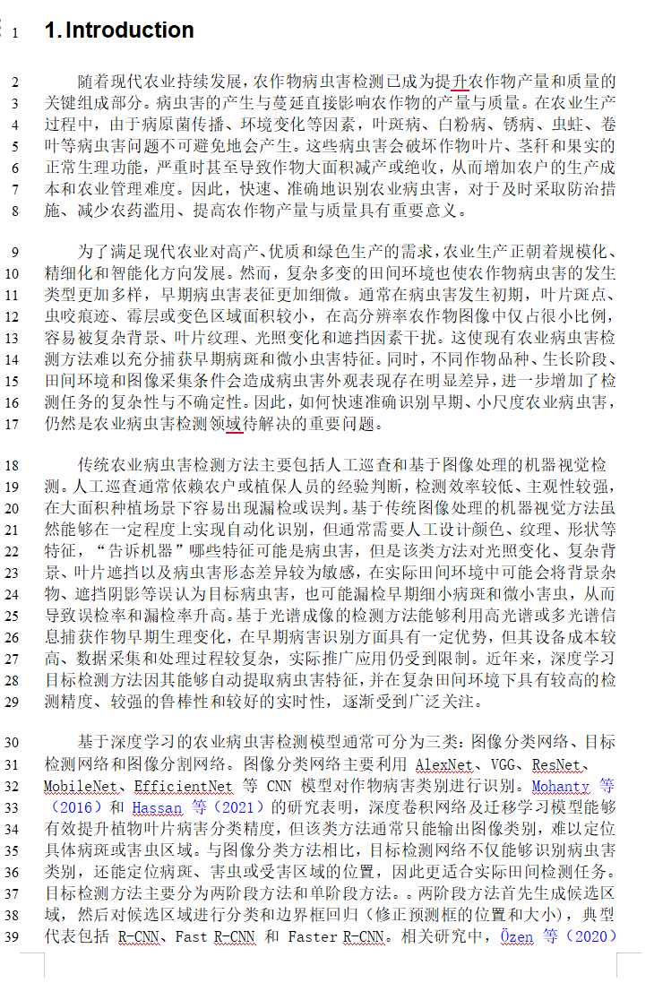 1 1.Introduction
2 随着现代农业持续发展，农作物病虫害检测已成为提升农作物产量和质量的
3 关键组成部分。病虫害的产生与蔓延直接影响农作物的产量与质量。在农业生产
4 过程中，由于病原菌传播、环境变化等因素，叶斑病、白粉病、锈病、虫蛀、卷
5 叶等病虫害问题不可避免地会产生。这些病虫害会破坏作物叶片、茎秆和果实的
6 正常生理功能，严重时甚至导致作物大面积减产或绝收，从而增加农户的生产成
7 本和农业管理难度。因此，快速、准确地识别农业病虫害，对于及时采取防治措
8 施、减少农药滥用、提高农作物产量与质量具有重要意义。
9 为了满足现代农业对高产、优质和绿色生产的需求，农业生产正朝着规模化、
10 精细化和智能化方向发展。然而，复杂多变的田间环境也使农作物病虫害的发生
11 类型更加多样，早期病虫害表征更加细微。通常在病虫害发生初期，叶片斑点、
12 虫咬痕迹、霉层或变色区域面积较小，在高分辨率农作物图像中仅占很小比例，
13 容易被复杂背景、叶片纹理、光照变化和遮挡因素干扰。这使现有农业病虫害检
14 测方法难以充分捕获早期病斑和微小虫害特征。同时，不同作物品种、生长阶段、
15 田间环境和图像采集条件会造成病虫害外观表现存在明显差异，进一步增加了检
16 测任务的复杂性与不确定性。因此，如何快速准确识别早期、小尺度农业病虫害，
17 仍然是农业病虫害检测领域待解决的重要问题。
18 传统农业病虫害检测方法主要包括人工巡查和基于图像处理的机器视觉检
19 测。人工巡查通常依赖农户或植保人员的经验判断，检测效率较低、主观性较强，
20 在大面积种植场景下容易出现漏检或误判。基于传统图像处理的机器视觉方法虽
21 然能够在一定程度上实现自动化识别，但通常需要人工设计颜色、纹理、形状等
22 特征，“告诉机器”哪些特征可能是病虫害，但是该类方法对光照变化、复杂背
23 景、叶片遮挡以及病虫害形态差异较为敏感，在实际田间环境中可能会将背景杂
24 物、遮挡阴影等误认为目标病虫害，也可能漏检早期细小病斑和微小害虫，从而
25 导致误检率和漏检率升高。基于光谱成像的检测方法能够利用高光谱或多光谱信
26 息捕获作物早期生理变化，在早期病害识别方面具有一定优势，但其设备成本较
27 高、数据采集和处理过程较复杂，实际推广应用仍受到限制。近年来，深度学习
28 目标检测方法因其能够自动提取病虫害特征，并在复杂田间环境下具有较高的检
29 测精度、较强的鲁棒性和较好的实时性，逐渐受到广泛关注。
30 基于深度学习的农业病虫害检测模型通常可分为三类：图像分类网络、目标
31 检测网络和图像分割网络。图像分类网络主要利用 AlexNet、VGG、ResNet、
32 MobileNet、EfficientNet 等 CNN 模型对作物病害类别进行识别。Mohanty 等
33 （2016）和 Hassan 等（2021）的研究表明，深度卷积网络及迁移学习模型能够
34 有效提升植物叶片病害分类精度，但该类方法通常只能输出图像类别，难以定位
35 具体病斑或害虫区域。与图像分类方法相比，目标检测网络不仅能够识别病虫害
36 类别，还能定位病斑、害虫或受害区域的位置，因此更适合实际田间检测任务。
37 目标检测方法主要分为两阶段方法和单阶段方法。。两阶段方法首先生成候选区
38 域，然后对候选区域进行分类和边界框回归（修正预测框的位置和大小），典型
39 代表包括 R-CNN、Fast R-CNN 和 Faster R-CNN。相关研究中，Özen 等（2020）